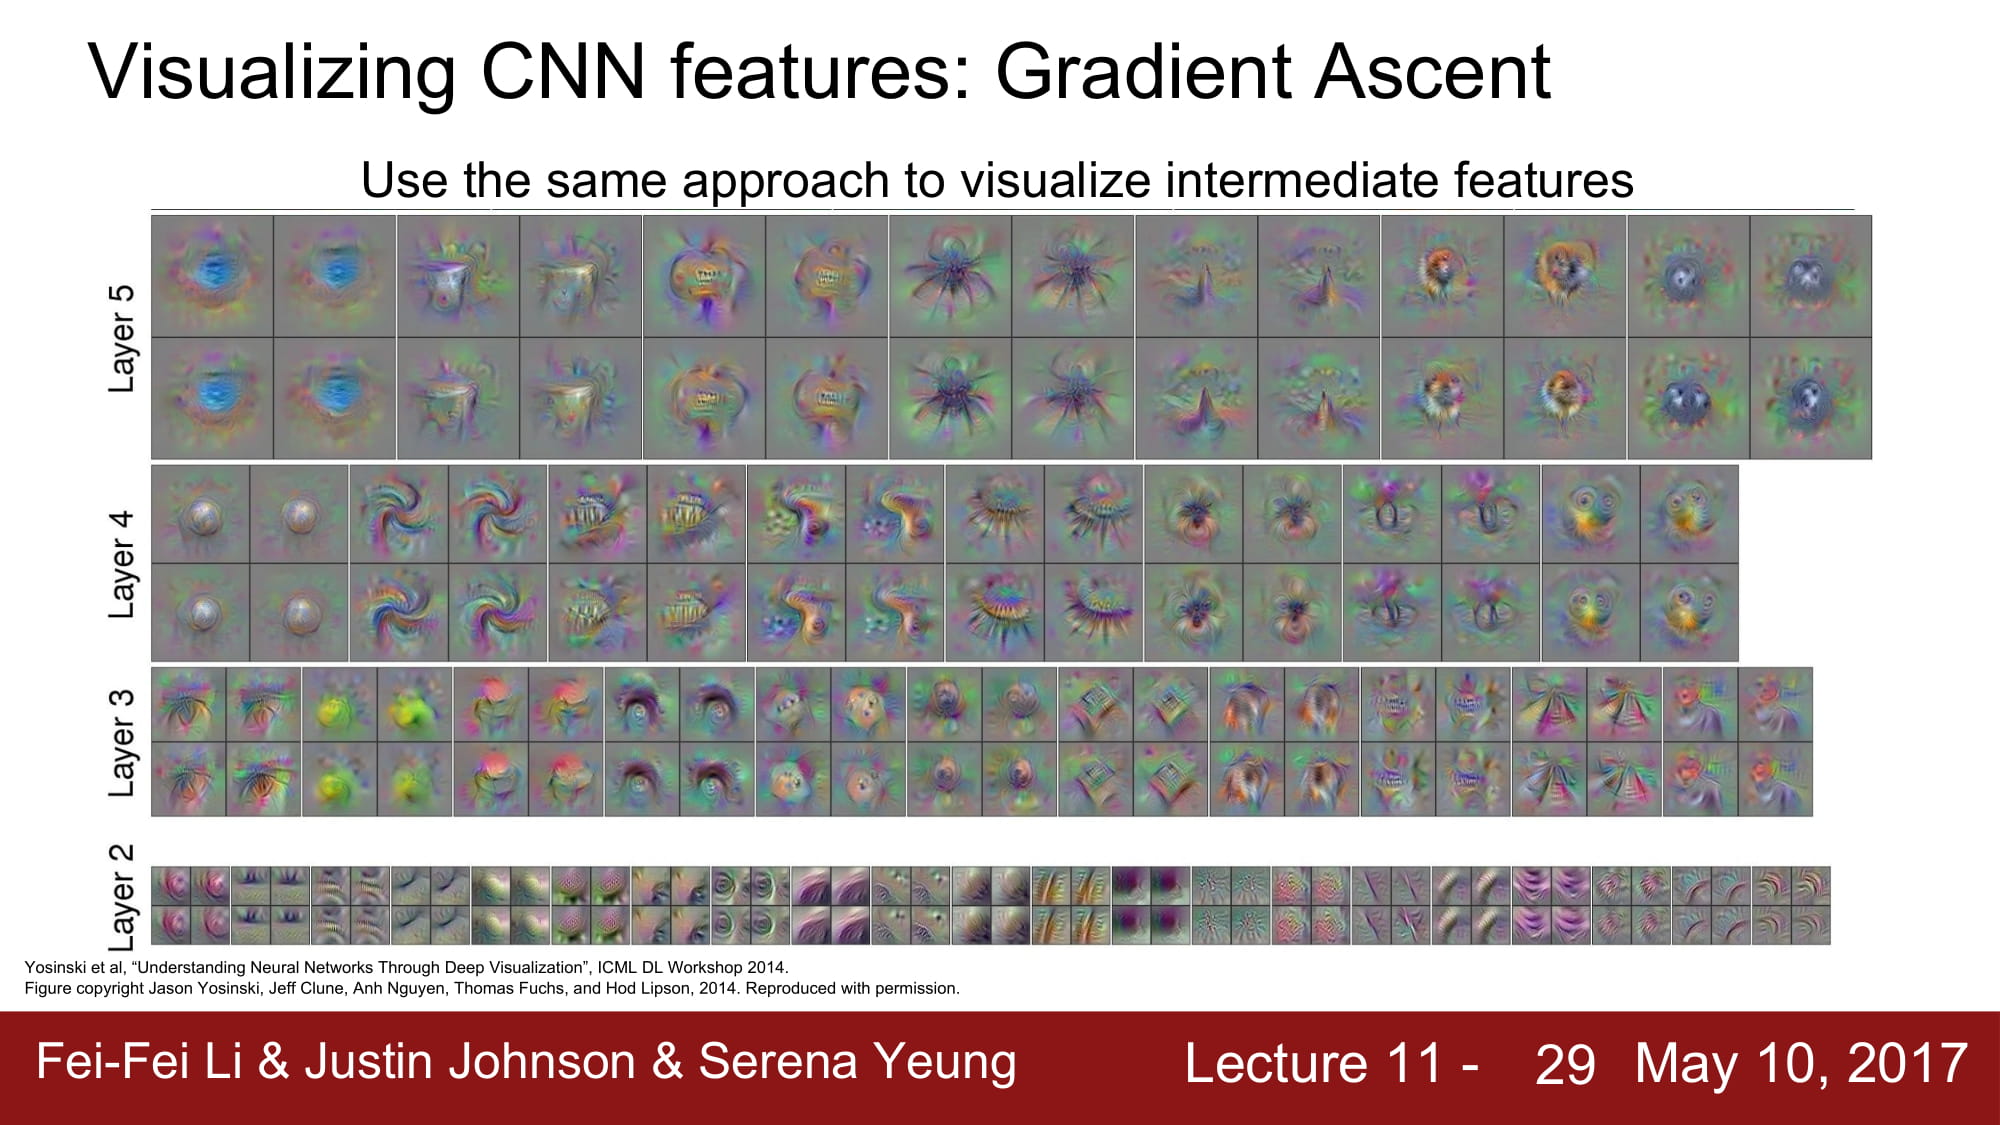 Visualizing CNN features: Gradient Ascent
Use the same approach to visualize intermediate features
Layer 5
Layer 4
Layer 3
Layer 2
Yosinski et al, “Understanding Neural Networks Through Deep Visualization”, ICML DL Workshop 2014.
Figure copyright Jason Yosinski, Jeff Clune, Anh Nguyen, Thomas Fuchs, and Hod Lipson, 2014. Reproduced with permission.
Fei-Fei Li & Justin Johnson & Serena Yeung Lecture 11 - 29 May 10, 2017